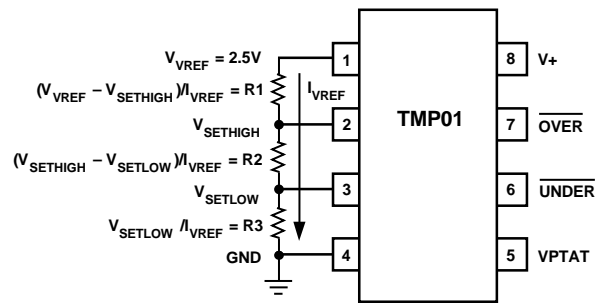 V_VREF = 2.5V
(V_VREF – V_SETHIGH)/I_VREF = R1
I_VREF
V_SETHIGH
(V_SETHIGH – V_SETLOW)/I_VREF = R2
V_SETLOW
V_SETLOW /I_VREF = R3
GND
1
2
3
4
TMP01
8 V+
7 OVER
6 UNDER
5 VPTAT